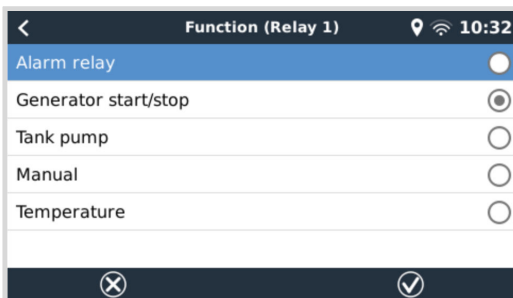 Function (Relay 1) 10:32
Alarm relay
Generator start/stop
Tank pump
Manual
Temperature